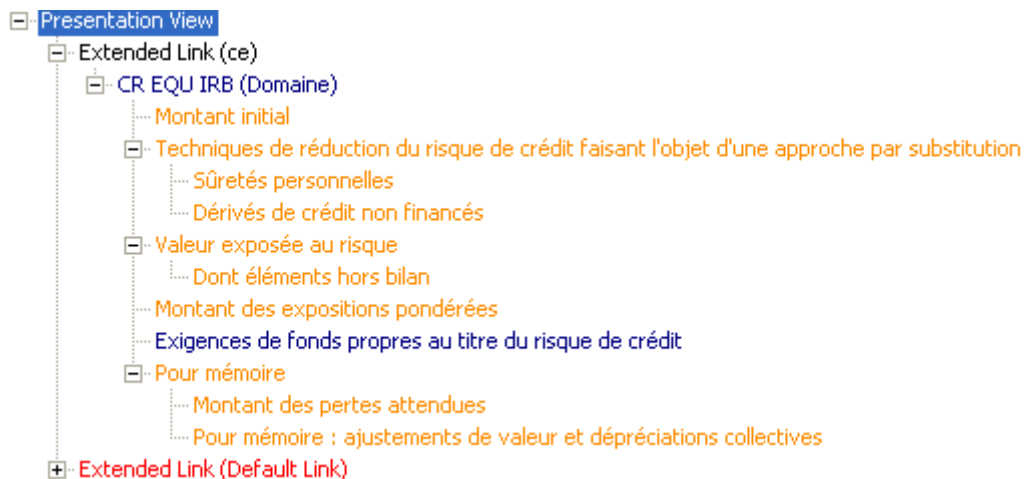 Presentation View
Extended Link (ce)
CR EQU IRB (Domaine)
Montant initial
Techniques de réduction du risque de crédit faisant l'objet d'une approche par substitution
Sûretés personnelles
Dérivés de crédit non financés
Valeur exposée au risque
Dont éléments hors bilan
Montant des expositions pondérées
Exigences de fonds propres au titre du risque de crédit
Pour mémoire
Montant des pertes attendues
Pour mémoire : ajustements de valeur et dépréciations collectives
Extended Link (Default Link)